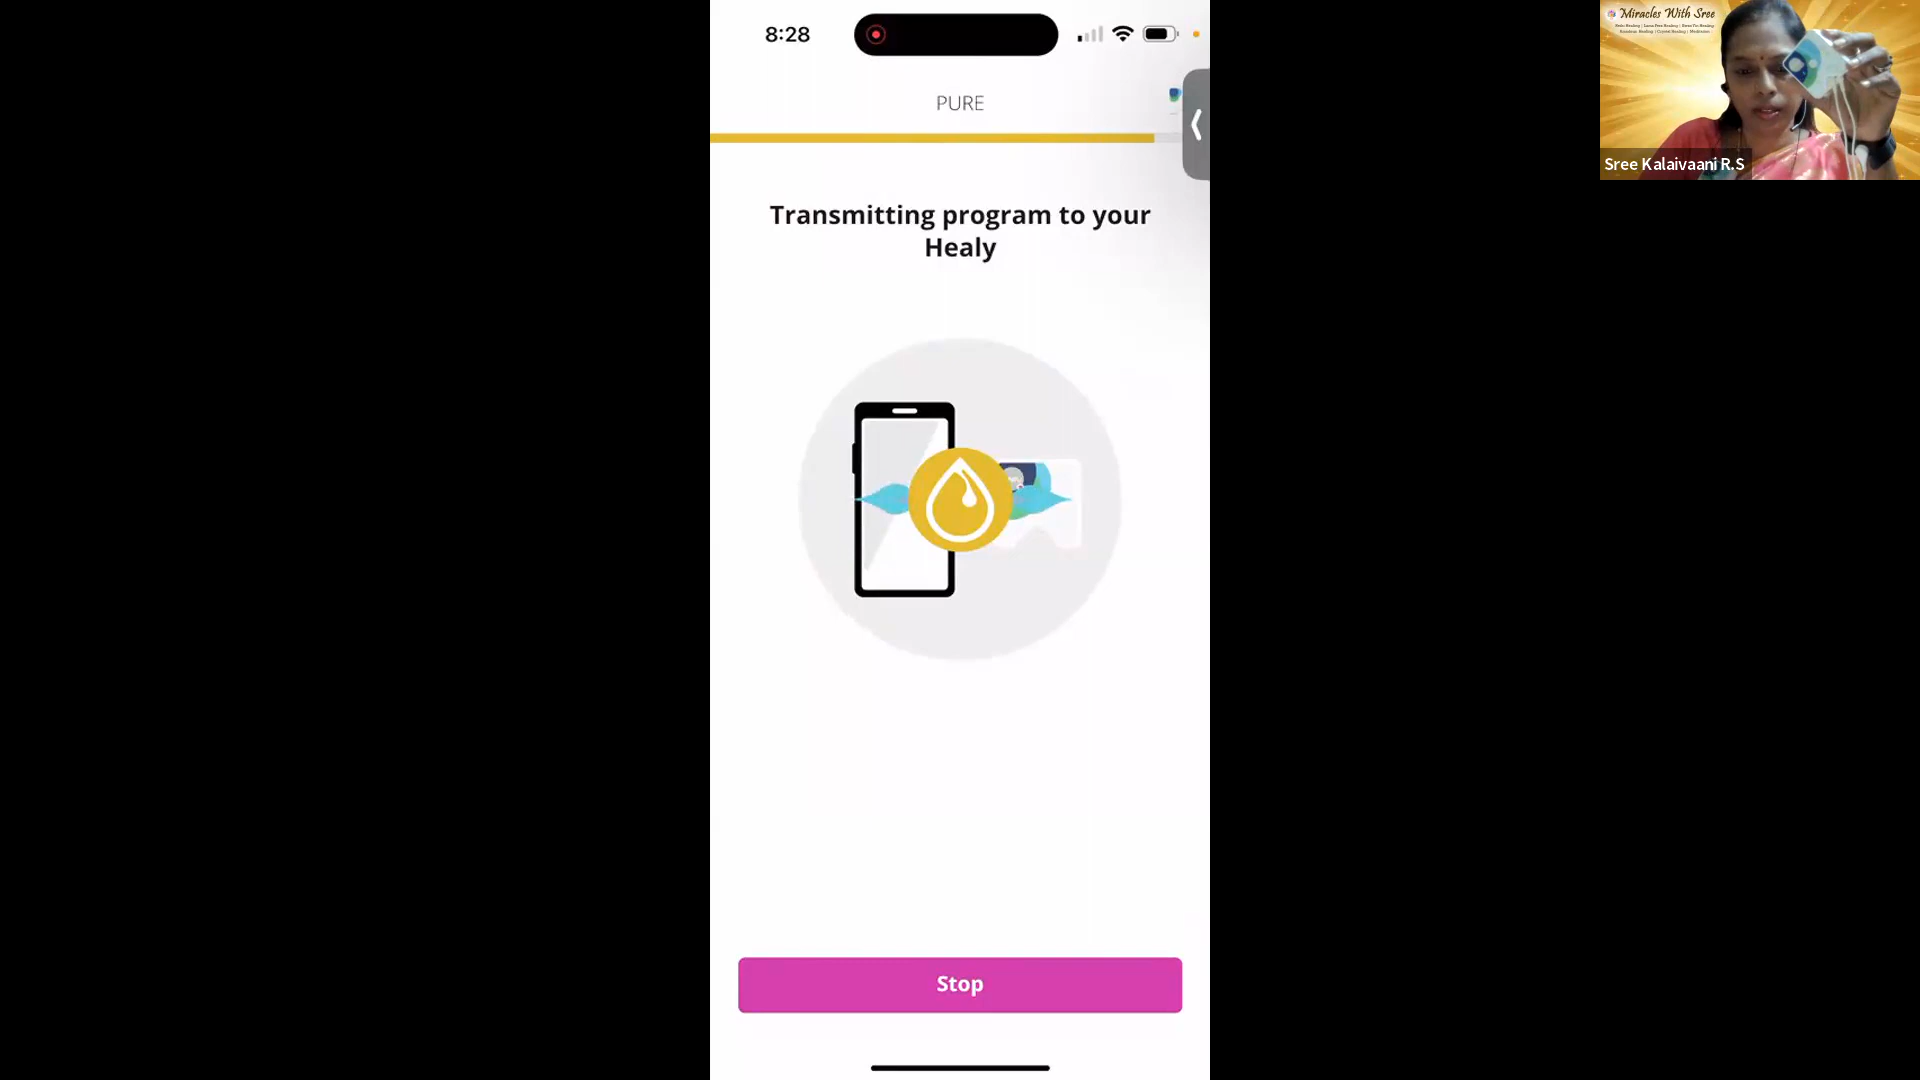 8:28
PURE
Transmitting program to your
Healy
Stop
Miracles With Sree
Sree Kalaivaani R.S